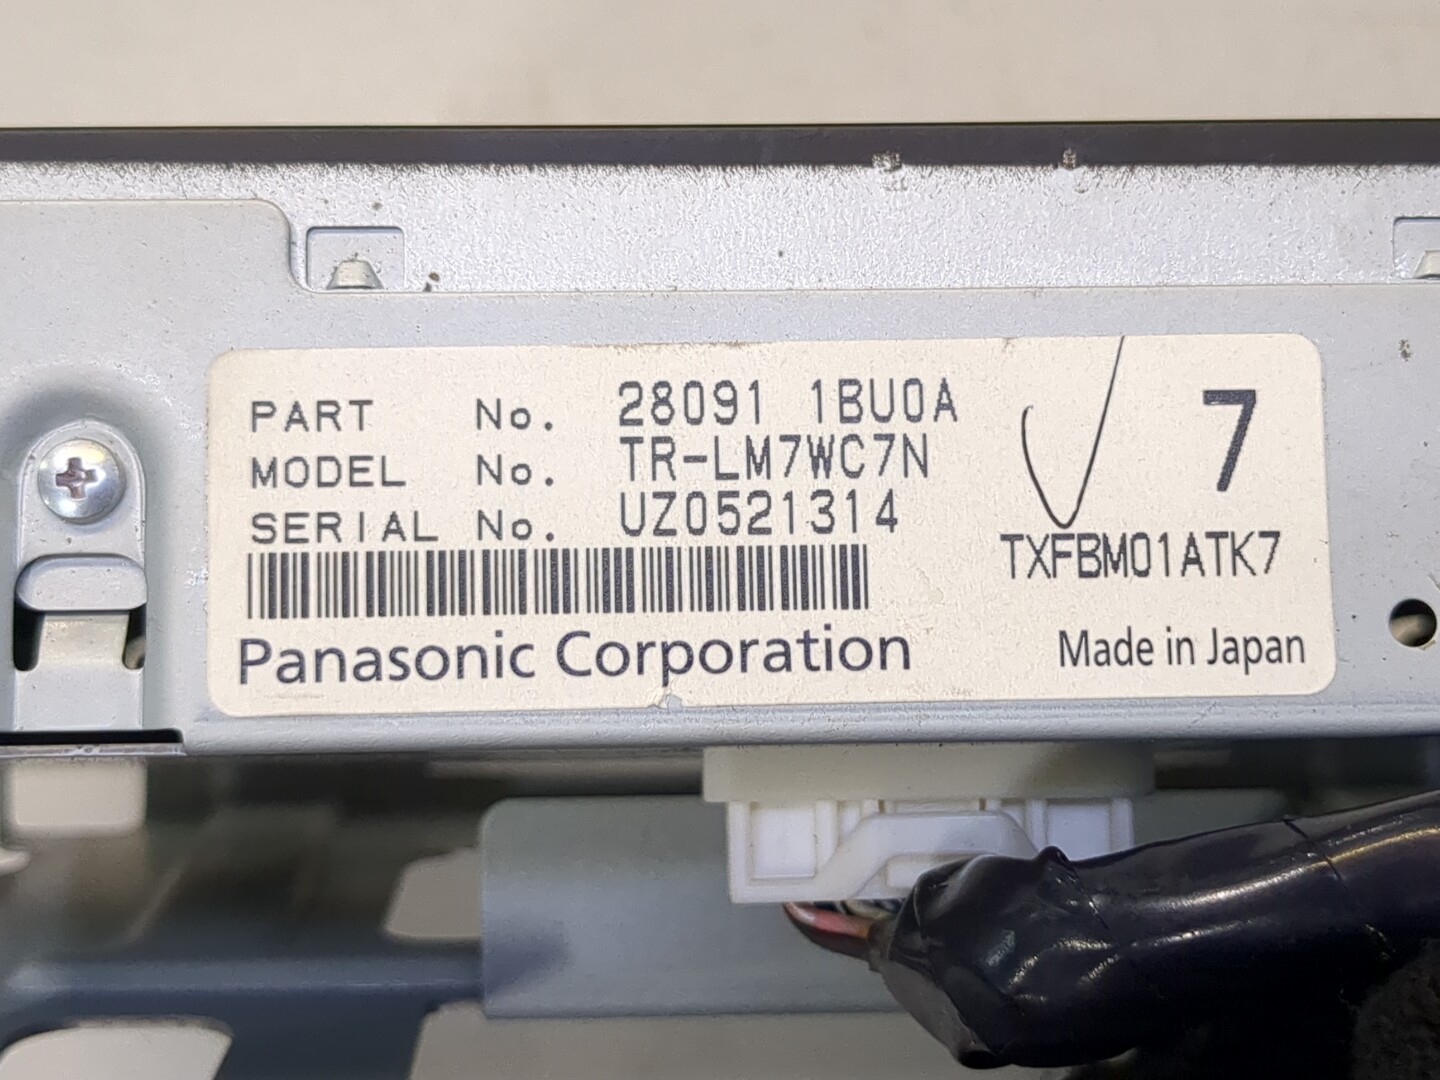 PART No. 28091 1BU0A
MODEL No. TR-LM7WC7N
SERIAL No. UZ0521314
7
TXFBM01ATK7
Panasonic Corporation
Made in Japan